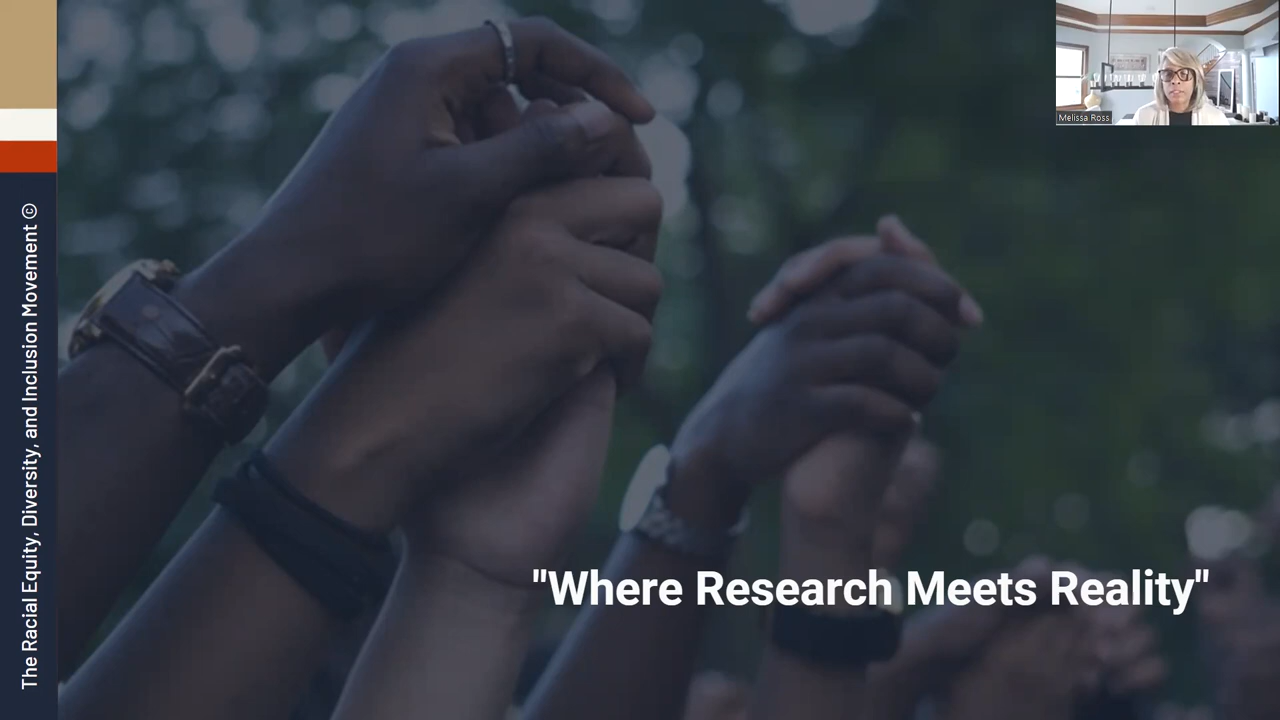 The Racial Equity, Diversity, and Inclusion Movement ©
Melissa Ross
"Where Research Meets Reality"